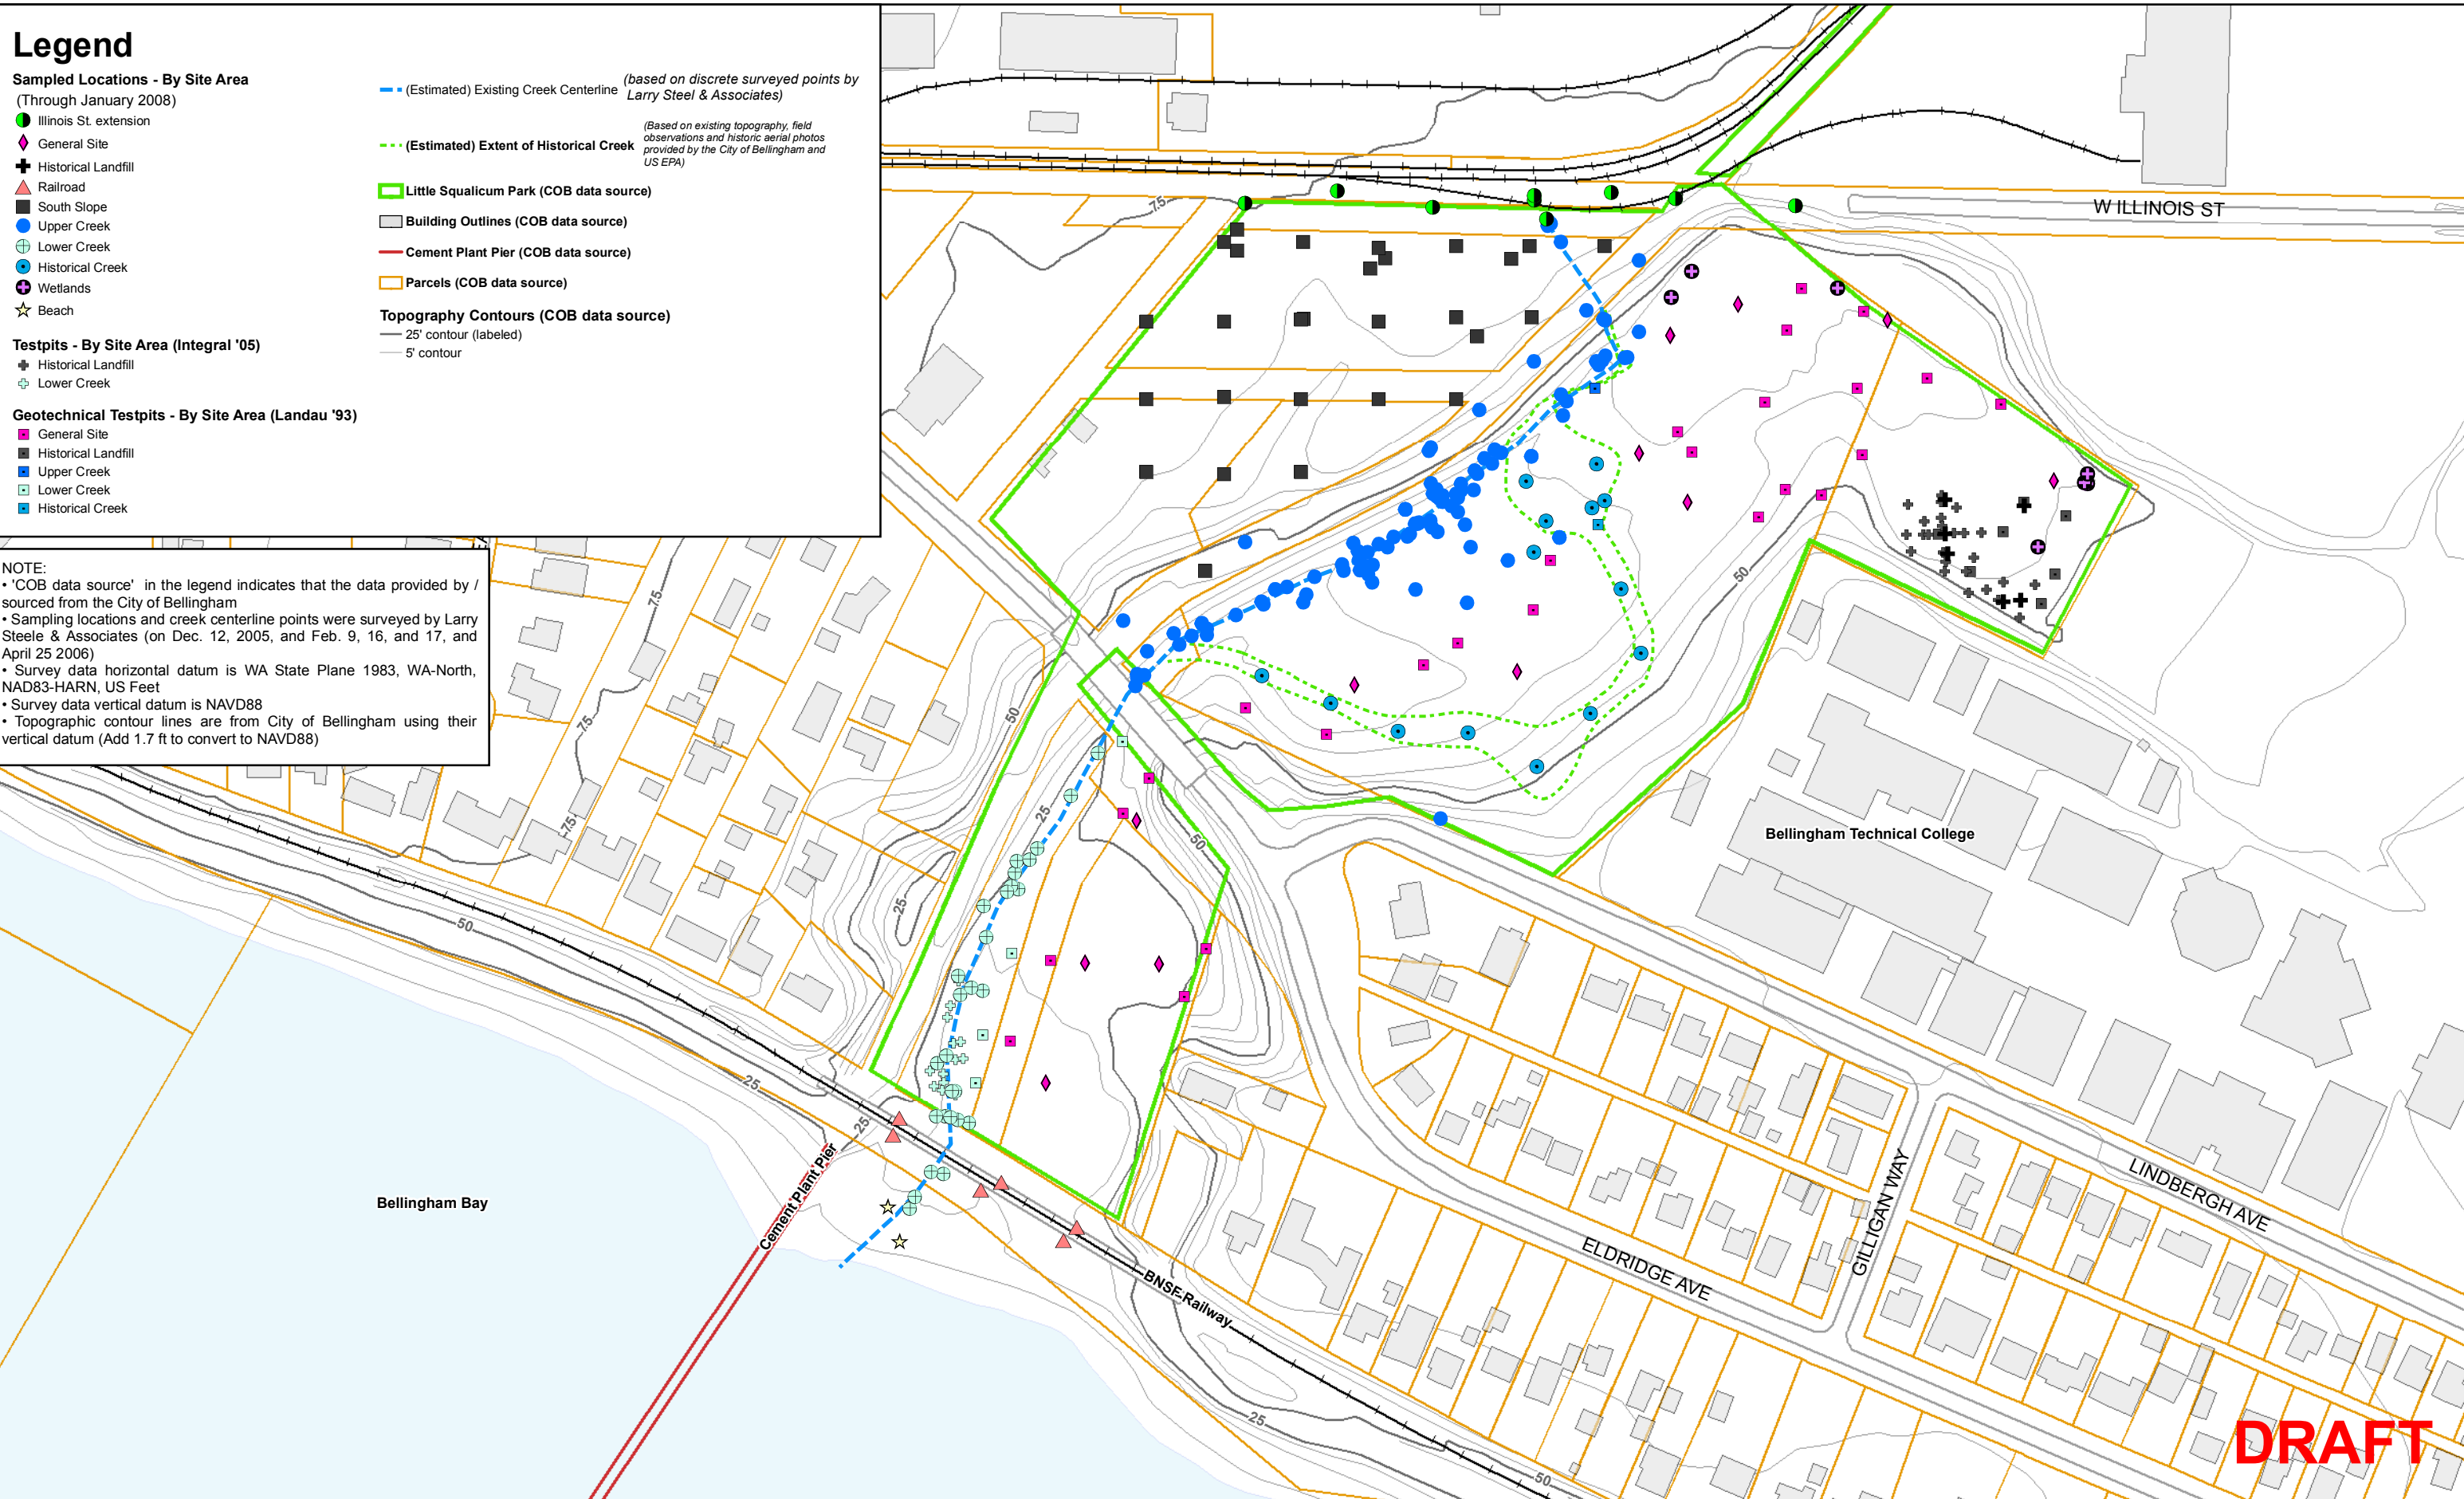 Legend
Sampled Locations - By Site Area
(Through January 2008)
Illinois St. extension
General Site
Historical Landfill
Railroad
South Slope
Upper Creek
Lower Creek
Historical Creek
Wetlands
Beach
Testpits - By Site Area (Integral '05)
Historical Landfill
Lower Creek
Geotechnical Testpits - By Site Area (Landau '93)
General Site
Historical Landfill
Upper Creek
Lower Creek
Historical Creek
(Estimated) Existing Creek Centerline
(based on discrete surveyed points by
Larry Steel & Associates)
(Estimated) Extent of Historical Creek
(Based on existing topography, field
observations and historic aerial photos
provided by the City of Bellingham and
US EPA)
Little Squalicum Park (COB data source)
Building Outlines (COB data source)
Cement Plant Pier (COB data source)
Parcels (COB data source)
Topography Contours (COB data source)
25' contour (labeled)
5' contour
NOTE:
• 'COB data source' in the legend indicates that the data provided by /
sourced from the City of Bellingham
• Sampling locations and creek centerline points were surveyed by Larry
Steele & Associates (on Dec. 12, 2005, and Feb. 9, 16, and 17, and
April 25 2006)
• Survey data horizontal datum is WA State Plane 1983, WA-North,
NAD83-HARN, US Feet
• Survey data vertical datum is NAVD88
• Topographic contour lines are from City of Bellingham using their
vertical datum (Add 1.7 ft to convert to NAVD88)
75
W ILLINOIS ST
50
75
75
50
75
25
50
25
50
Bellingham Technical College
25
25
Cement Plant Pier
Bellingham Bay
BNSF Railway
ELDRIDGE AVE
GILLIGAN WAY
LINDBERGH AVE
25
50
DRAFT